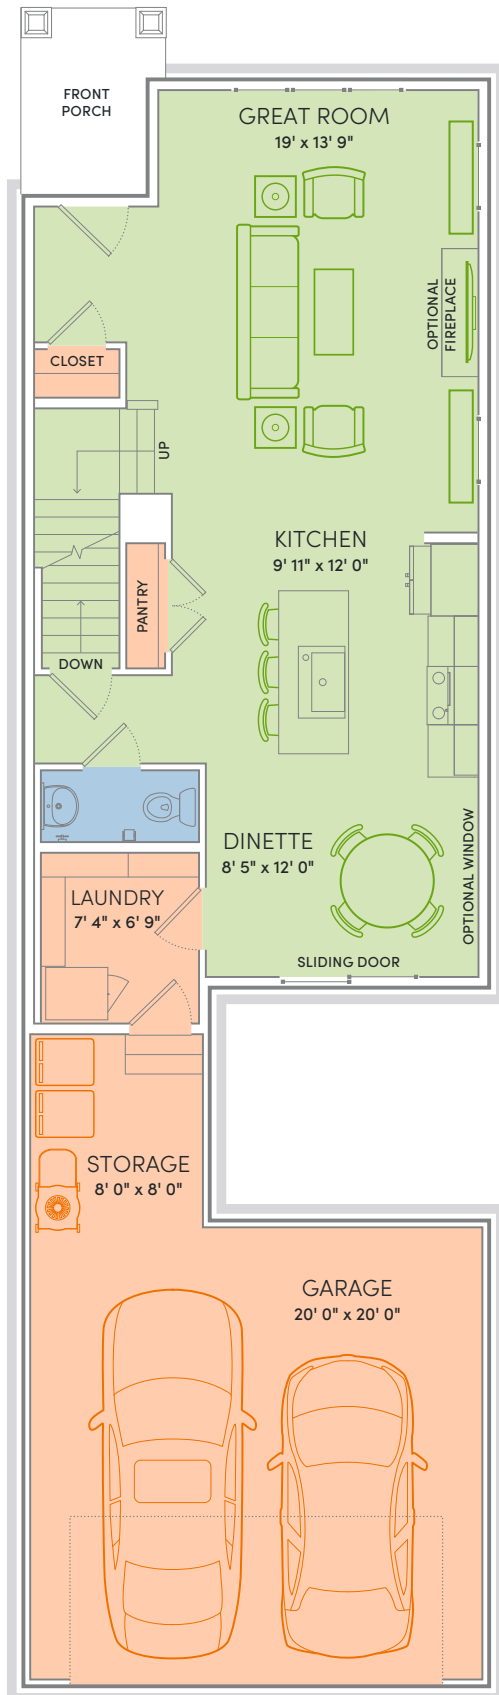 FRONT
PORCH
GREAT ROOM
19' x 13' 9"
OPTIONAL
FIREPLACE
CLOSET
UP
KITCHEN
9' 11" x 12' 0"
PANTRY
DOWN
DINETTE
8' 5" x 12' 0"
OPTIONAL WINDOW
LAUNDRY
7' 4" x 6' 9"
SLIDING DOOR
STORAGE
8' 0" x 8' 0"
GARAGE
20' 0" x 20' 0"